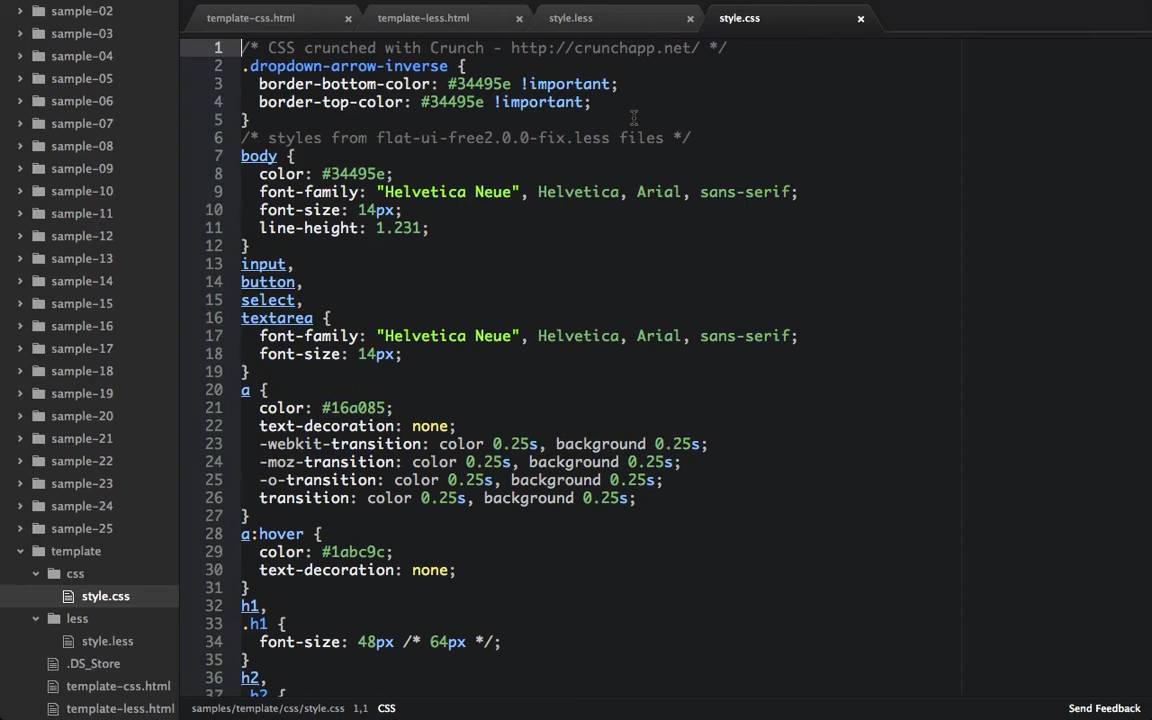 template-css.html
template-less.html
style.less
style.css
sample-02
sample-03
sample-04
sample-05
sample-06
sample-07
sample-08
sample-09
sample-10
sample-11
sample-12
sample-13
sample-14
sample-15
sample-16
sample-17
sample-18
sample-19
sample-20
sample-21
sample-22
sample-23
sample-24
sample-25
template
css
style.css
less
style.less
.DS_Store
template-css.html
template-less.html
1 /* CSS crunched with Crunch - http://crunchapp.net/ */
2 .dropdown-arrow-inverse {
3 border-bottom-color: #34495e !important;
4 border-top-color: #34495e !important;
5 }
6 /* styles from flat-ui-free2.0.0-fix.less files */
7 body {
8 color: #34495e;
9 font-family: "Helvetica Neue", Helvetica, Arial, sans-serif;
10 font-size: 14px;
11 line-height: 1.231;
12 }
13 input,
14 button,
15 select,
16 textarea {
17 font-family: "Helvetica Neue", Helvetica, Arial, sans-serif;
18 font-size: 14px;
19 }
20 a {
21 color: #16a085;
22 text-decoration: none;
23 -webkit-transition: color 0.25s, background 0.25s;
24 -moz-transition: color 0.25s, background 0.25s;
25 -o-transition: color 0.25s, background 0.25s;
26 transition: color 0.25s, background 0.25s;
27 }
28 a:hover {
29 color: #1abc9c;
30 text-decoration: none;
31 }
32 h1,
33 .h1 {
34 font-size: 48px /* 64px */;
35 }
36 h2,
37 .h2 {
samples/template/css/style.css 1,1 CSS
Send Feedback